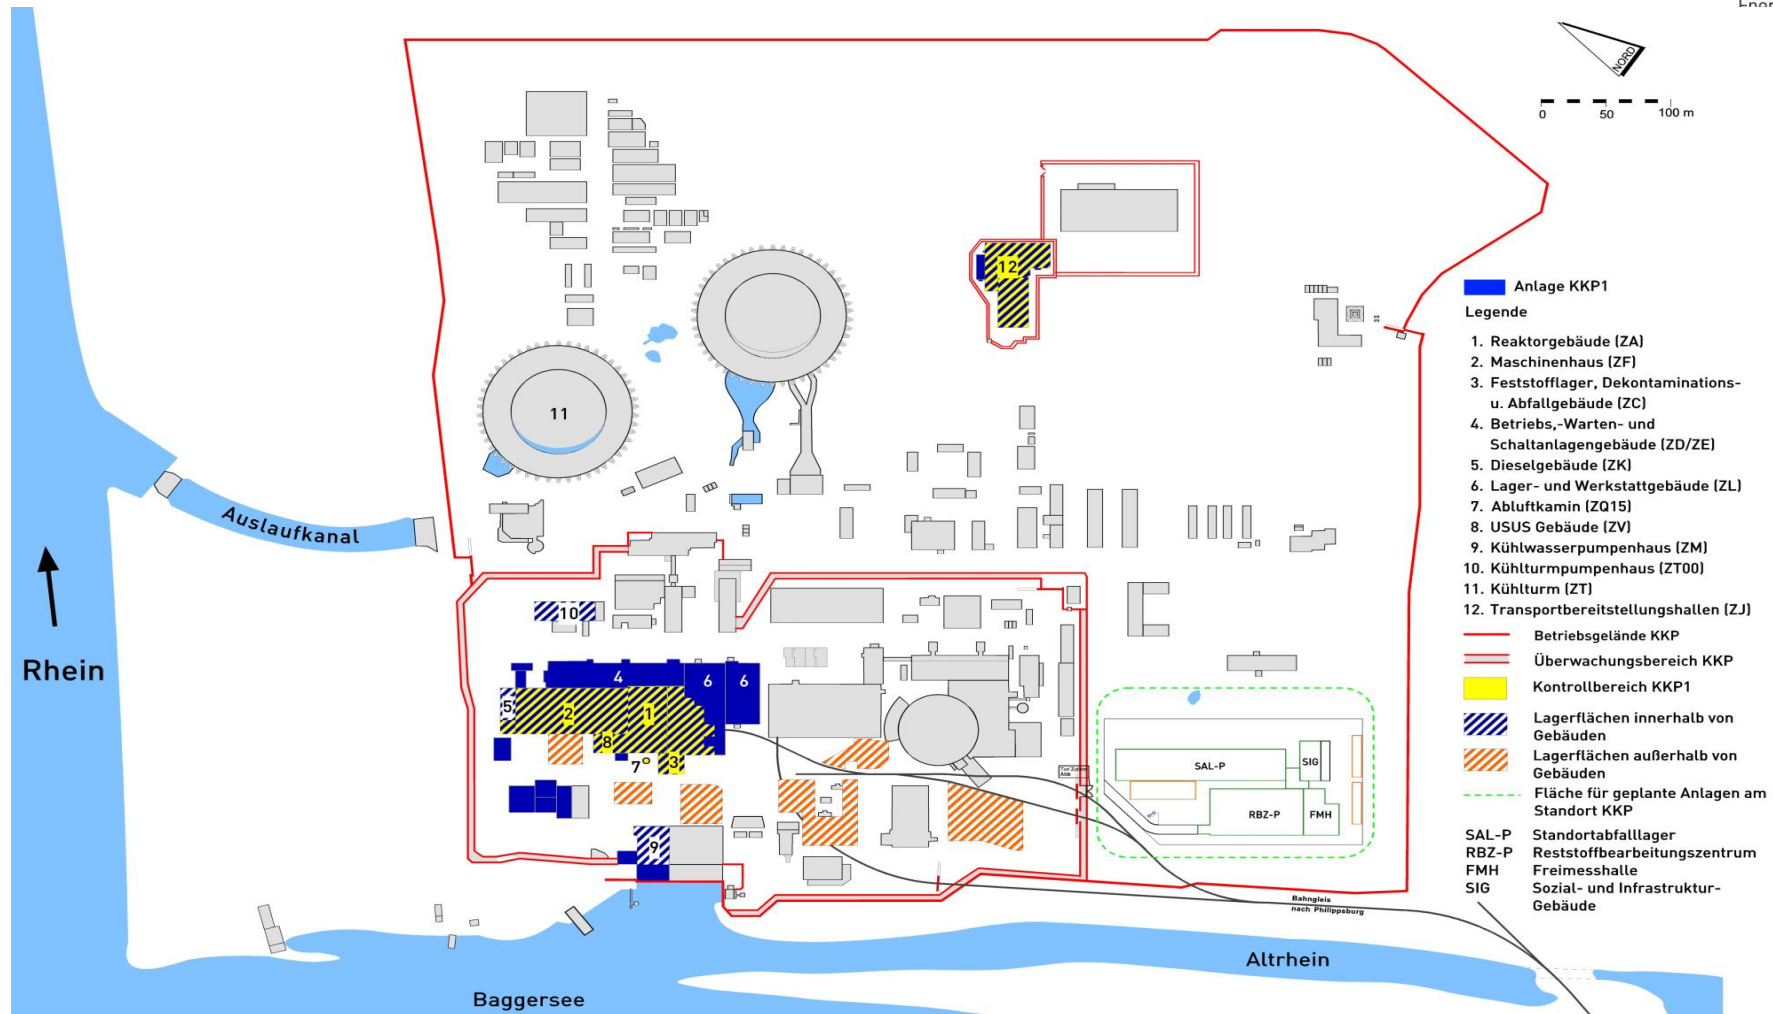 NORD
0 50 100 m
12
11
Auslaufkanal
Rhein
10
4
6
6
5
2
1
8
3
7
9
SAL-P
SIG
RBZ-P
FMH
Bahngleis
nach Philippsburg
Altrhein
Baggersee
Anlage KKP1
Legende
1. Reaktorgebäude (ZA)
2. Maschinenhaus (ZF)
3. Feststofflager, Dekontaminations-
u. Abfallgebäude (ZC)
4. Betriebs,-Warten- und
Schaltanlagengebäude (ZD/ZE)
5. Dieselgebäude (ZK)
6. Lager- und Werkstattgebäude (ZL)
7. Abluftkamin (ZQ15)
8. USUS Gebäude (ZV)
9. Kühlwasserpumpenhaus (ZM)
10. Kühlturmpumpenhaus (ZT00)
11. Kühlturm (ZT)
12. Transportbereitstellungshallen (ZJ)
Betriebsgelände KKP
Überwachungsbereich KKP
Kontrollbereich KKP1
Lagerflächen innerhalb von
Gebäuden
Lagerflächen außerhalb von
Gebäuden
Fläche für geplante Anlagen am
Standort KKP
SAL-P Standortabfalllager
RBZ-P Reststoffbearbeitungszentrum
FMH Freimesshalle
SIG Sozial- und Infrastruktur-
Gebäude